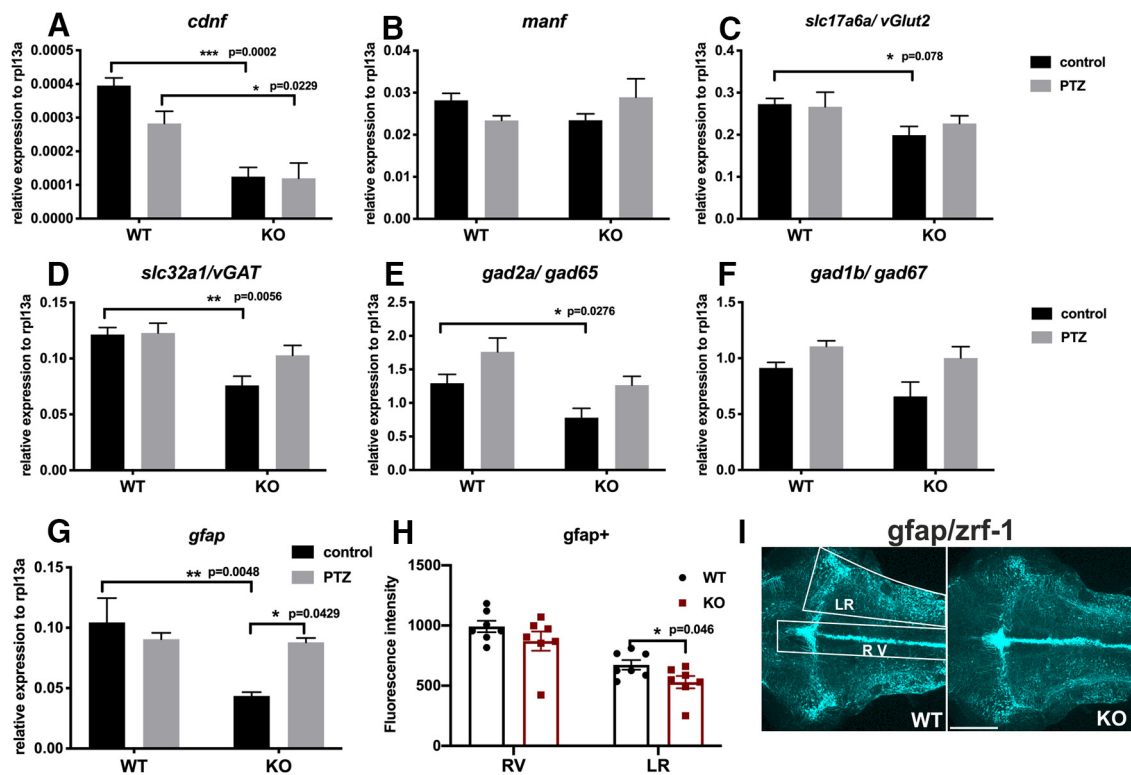 A
cdnf
relative expression to rpl13a
0.0005
0.0004
0.0003
0.0002
0.0001
0.0000
*** p=0.0002
* p=0.0229
WT
KO
B
manf
relative expression to rpl13a
0.04
0.03
0.02
0.01
0.00
WT
KO
C
slc17a6a/ vGlut2
relative expression to rpl13a
0.4
0.3
0.2
0.1
0.0
* p=0.078
WT
KO
control
PTZ
D
slc32a1/vGAT
relative expression to rpl13a
0.15
0.10
0.05
0.00
** p=0.0056
WT
KO
E
gad2a/ gad65
relative expression to rpl13a
2.5
2.0
1.5
1.0
0.5
0.0
* p=0.0276
WT
KO
F
gad1b/ gad67
relative expression to rpl13a
1.5
1.0
0.5
0.0
WT
KO
control
PTZ
G
gfap
relative expression to rpl13a
0.15
0.10
0.05
0.00
** p=0.0048
* p=0.0429
WT
KO
control
PTZ
H
gfap+
Fluorescence intensity
1500
1000
500
0
* p=0.046
RV
LR
WT
KO
I
gfap/zrf-1
LR
R V
WT
KO